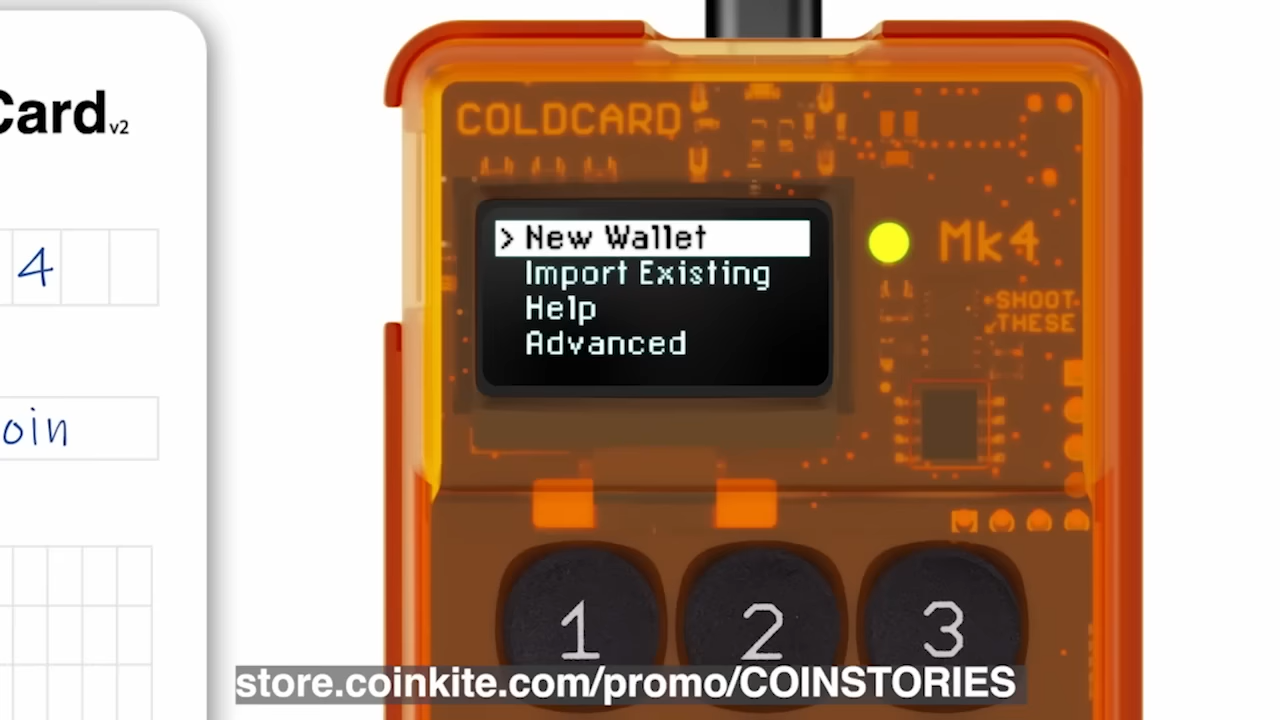 Card v2
COLDCARD
> New Wallet
Import Existing
Help
Advanced
Mk4
SHOOT
THESE
4
oin
1 2 3
store.coinkite.com/promo/COINSTORIES